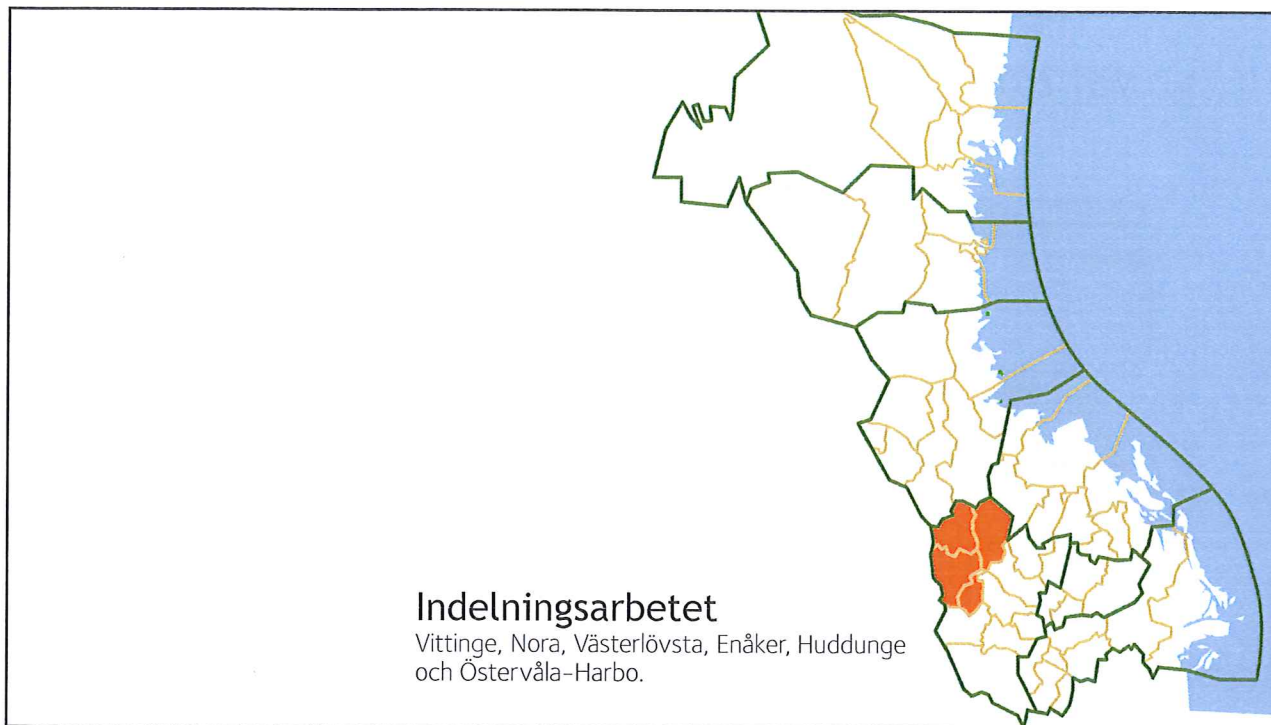 Indelningsarbetet
Vittinge, Nora, Västerlövsta, Enåker, Huddunge
och Östervåla-Harbo.